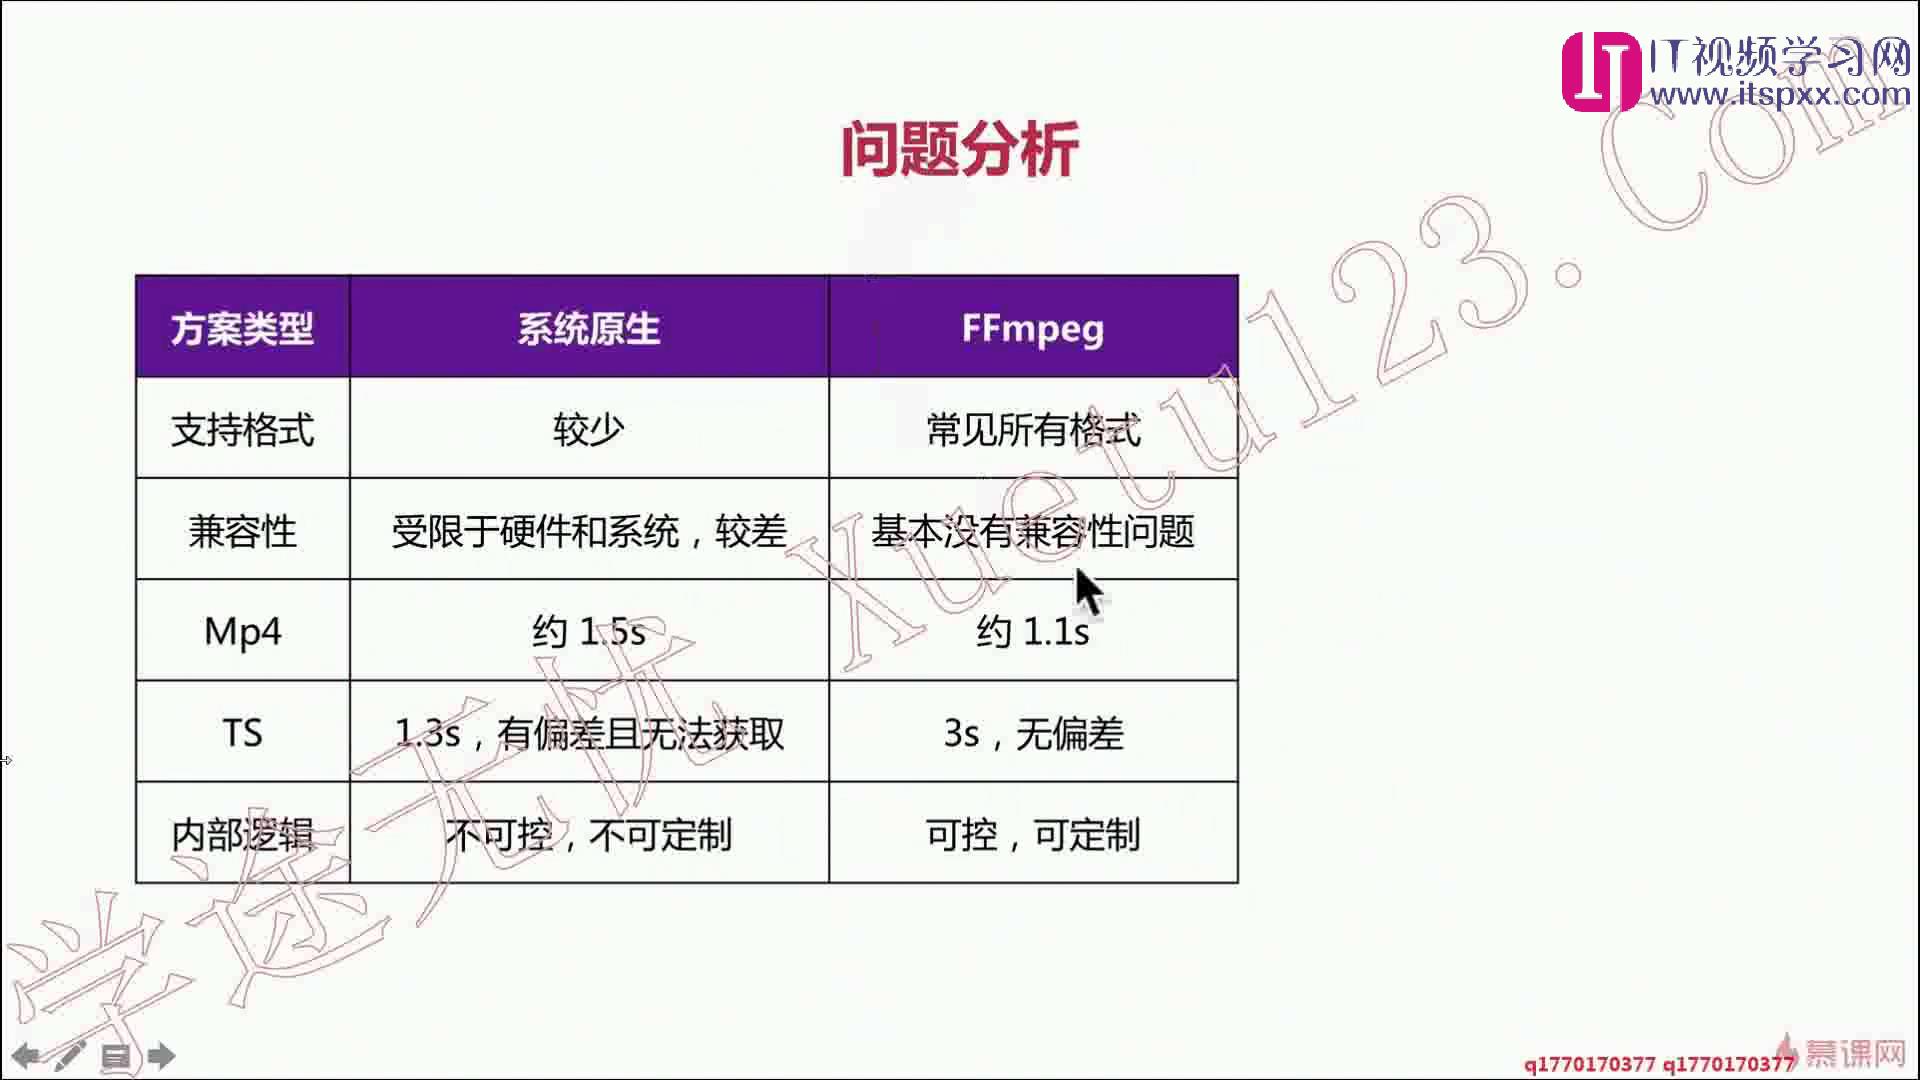 IT视频学习网
www.itspxx.com
问题分析
方案类型 系统原生 FFmpeg
支持格式 较少 常见所有格式
兼容性 受限于硬件和系统，较差 基本没有兼容性问题
Mp4 约 1.5s 约 1.1s
TS 1.3s，有偏差且无法获取 3s，无偏差
内部逻辑 不可控，不可定制 可控，可定制
学途无忧 Xuetu123.Com
q1770170377 q1770170377
慕课网